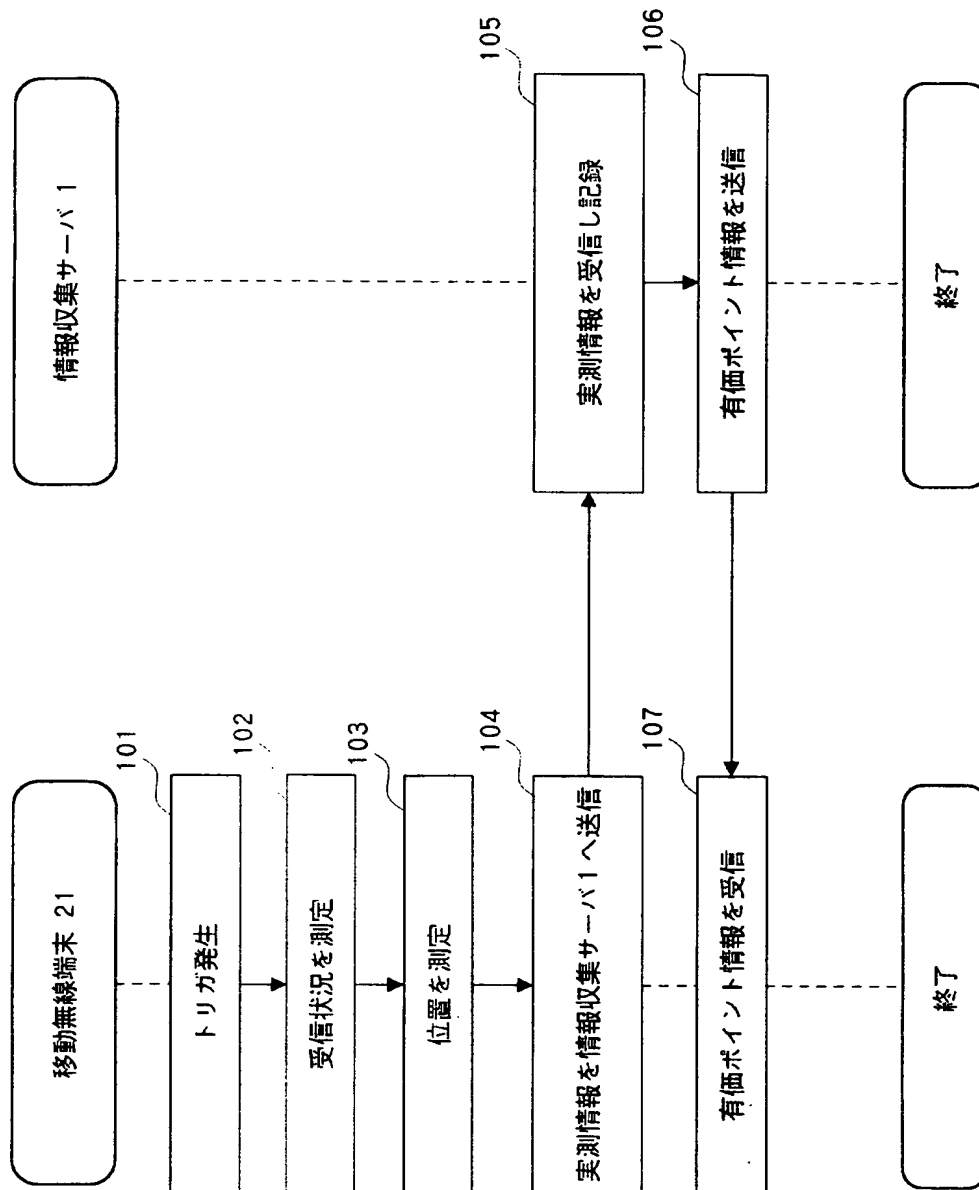 移動無線端末 21
情報収集サーバ 1
101
トリガ発生
102
受信状況を測定
103
位置を測定
104
実測情報を情報収集サーバ1へ送信
105
実測情報を受信し記録
106
有価ポイント情報を送信
107
有価ポイント情報を受信
終了
終了